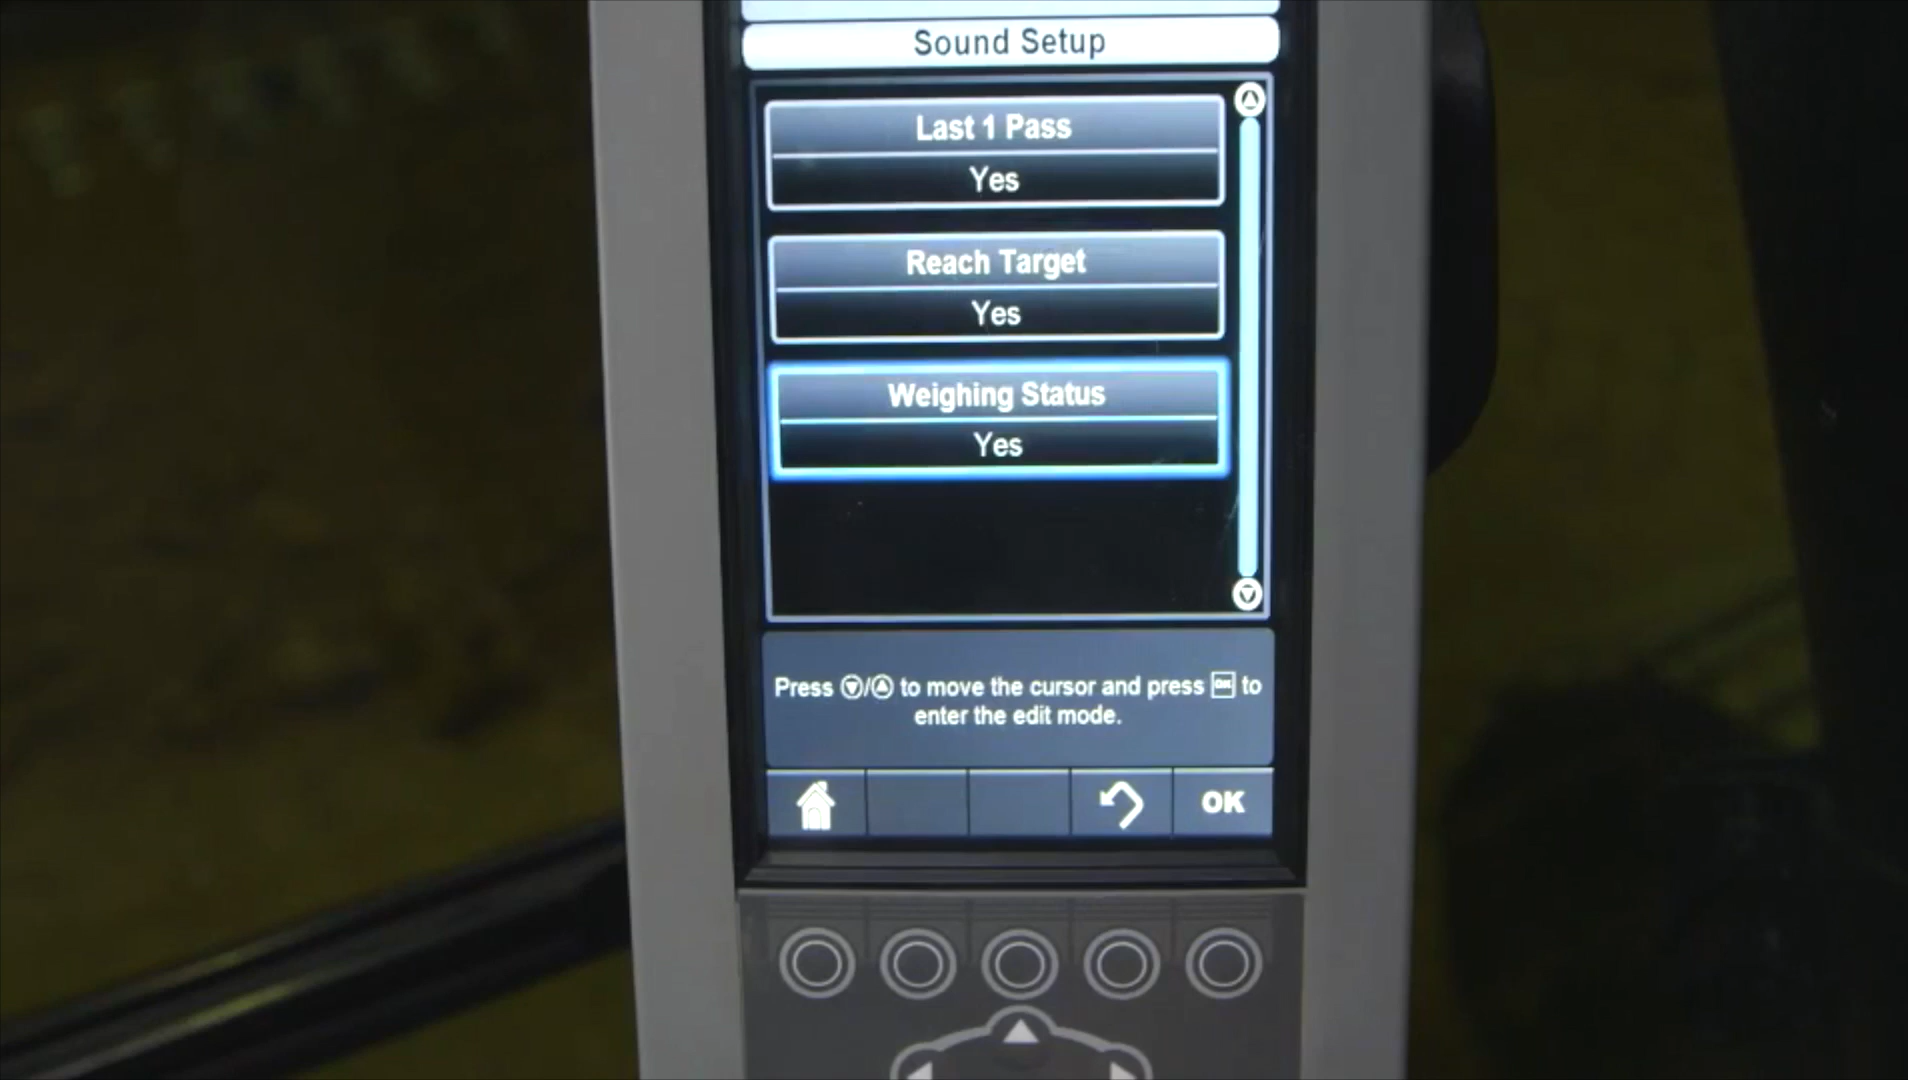 Sound Setup
Last 1 Pass
Yes
Reach Target
Yes
Weighing Status
Yes
Press ▼/▲ to move the cursor and press OK to
enter the edit mode.
OK